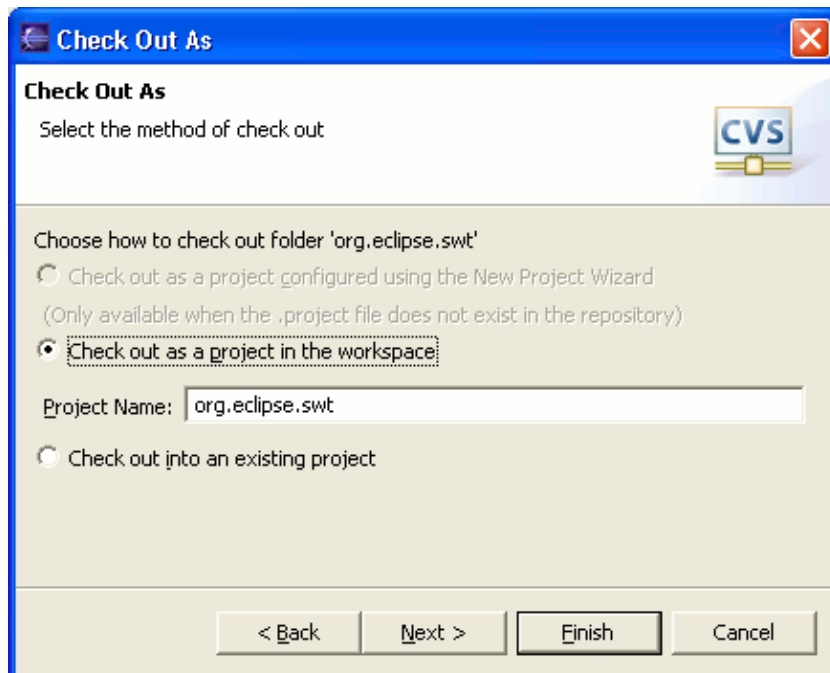 Check Out As
Check Out As
Select the method of check out
CVS
Choose how to check out folder 'org.eclipse.swt'
Check out as a project configured using the New Project Wizard
(Only available when the .project file does not exist in the repository)
Check out as a project in the workspace
Project Name: org.eclipse.swt
Check out into an existing project
< Back Next > Finish Cancel